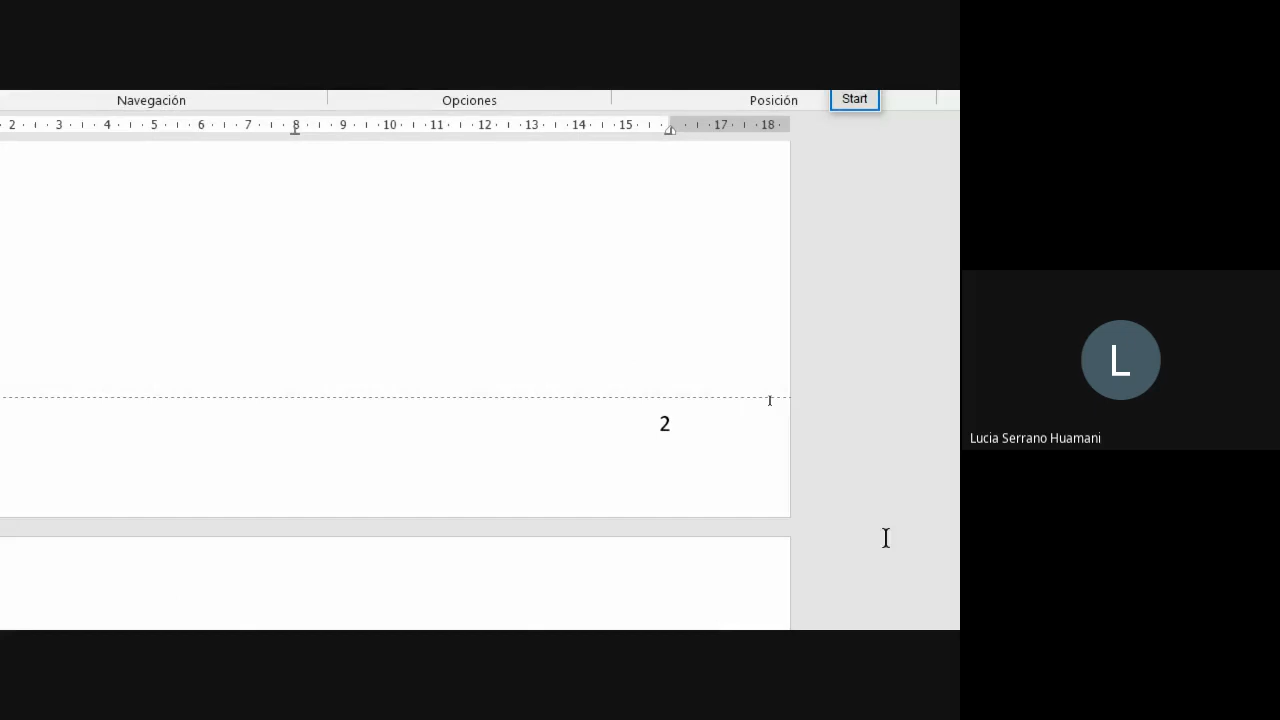 Navegación Opciones Posición Start
2 3 4 5 6 7 8 9 10 11 12 13 14 15 17 18
2
L
Lucia Serrano Huamani